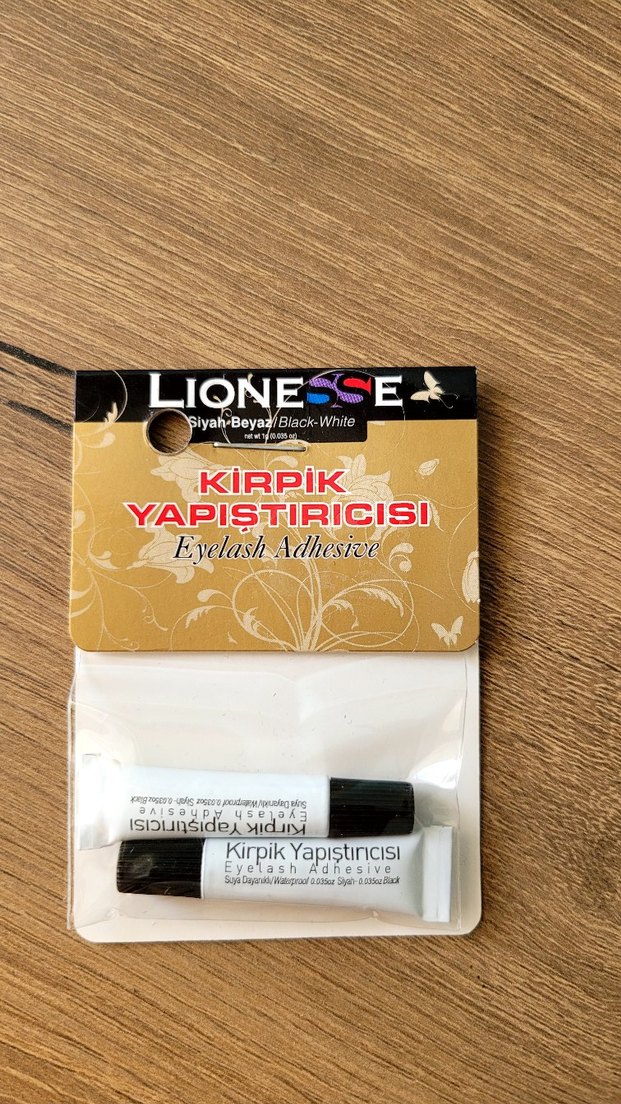 LIONESSE
Siyah-Beyaz/Black-White
net wt 1g (0.035 oz)
KİRPİK
YAPIŞTIRICISI
Eyelash Adhesive
Kirpik Yapıştırıcısı
Eyelash Adhesive
Suya Dayanıklı/Waterproof 0.035oz Siyah- 0.035oz Black
Kirpik Yapıştırıcısı
Eyelash Adhesive
Suya Dayanıklı/Waterproof 0.035oz Siyah- 0.035oz Black